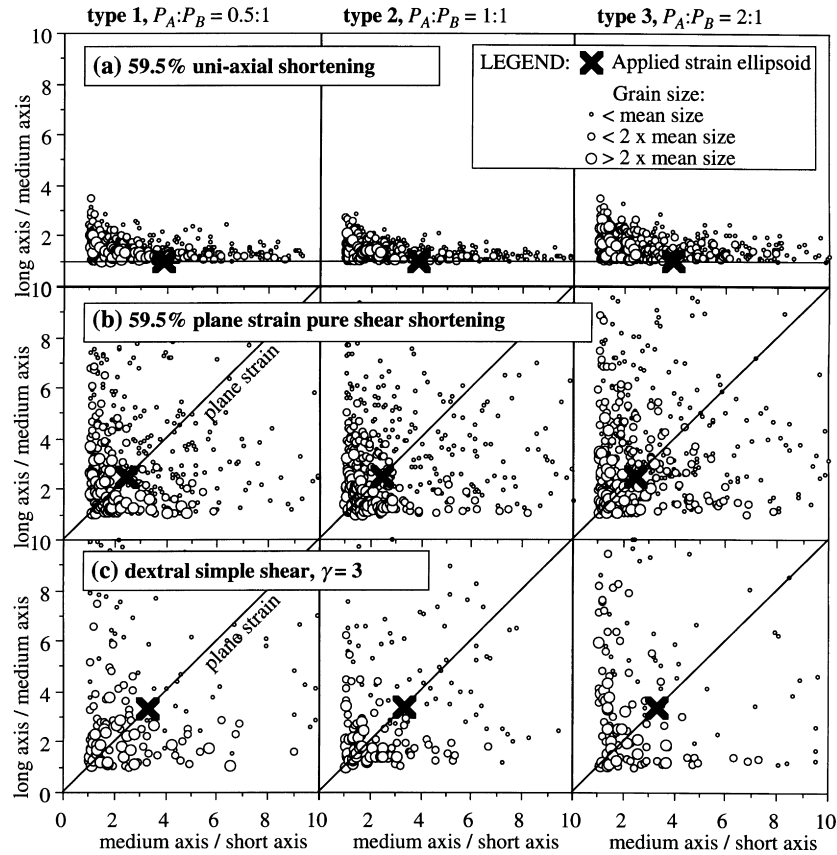 type 1, P_A:P_B = 0.5:1
type 2, P_A:P_B = 1:1
type 3, P_A:P_B = 2:1
10
8
6
4
2
long axis / medium axis
(a) 59.5% uni-axial shortening
LEGEND: Applied strain ellipsoid
Grain size:
< mean size
< 2 x mean size
> 2 x mean size
10
8
6
4
2
long axis / medium axis
(b) 59.5% plane strain pure shear shortening
plane strain
10
8
6
4
2
0
long axis / medium axis
(c) dextral simple shear, γ = 3
plane strain
0 2 4 6 8 10 2 4 6 8 10 2 4 6 8 10
medium axis / short axis
medium axis / short axis
medium axis / short axis